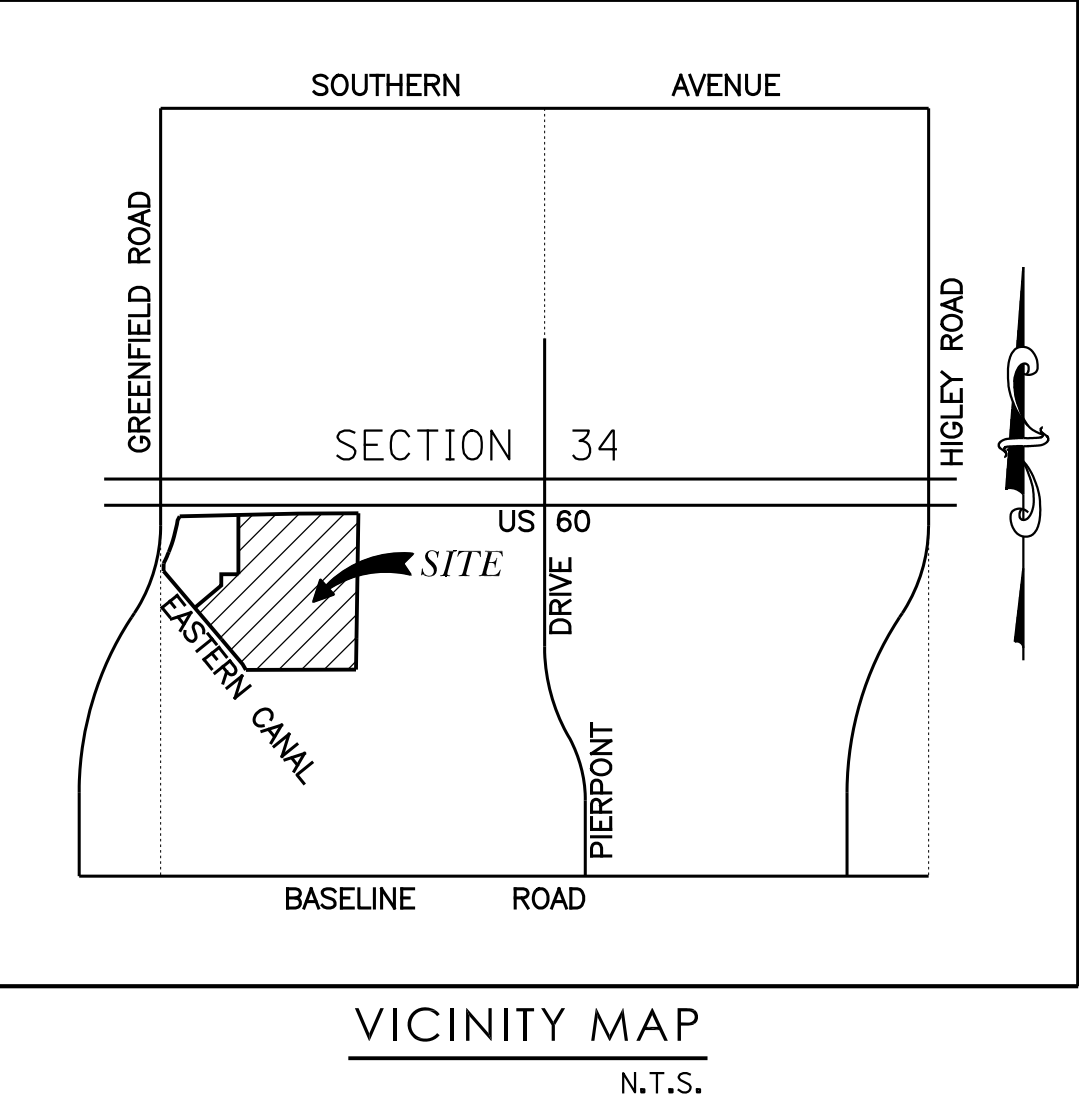 SOUTHERN AVENUE
GREENFIELD ROAD
HIGLEY ROAD
SECTION 34
US 60
SITE
DRIVE
EASTERN CANAL
PIERPONT
BASELINE ROAD
VICINITY MAP
N.T.S.